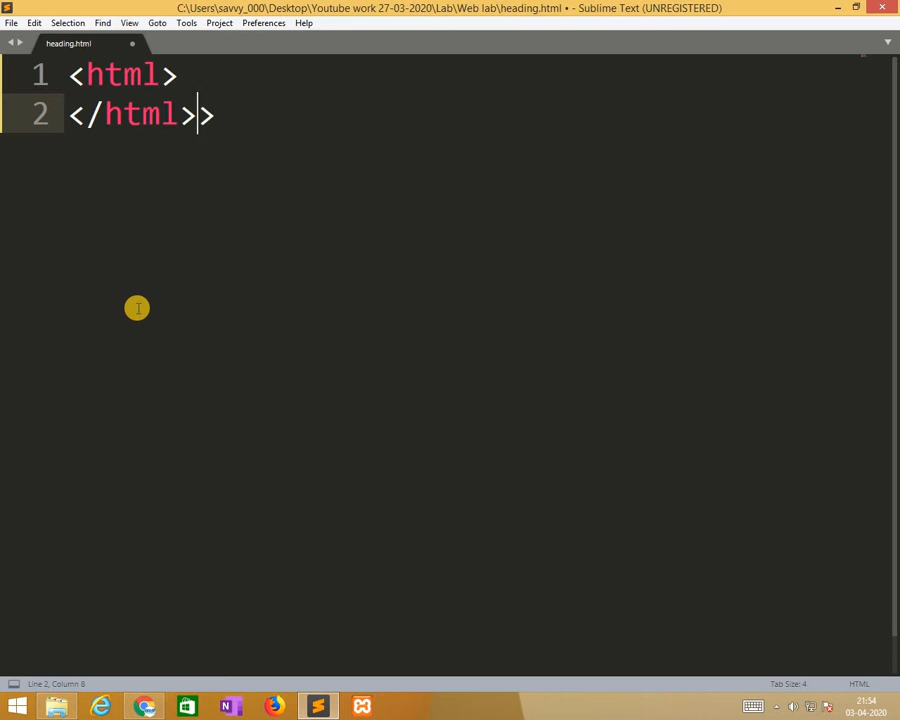 C:\Users\savvy_000\Desktop\Youtube work 27-03-2020\Lab\Web lab\heading.html • - Sublime Text (UNREGISTERED)
File Edit Selection Find View Goto Tools Project Preferences Help
heading.html
1 <html>
2 </html>>
Line 2, Column 8 Tab Size: 4 HTML
21:54
03-04-2020